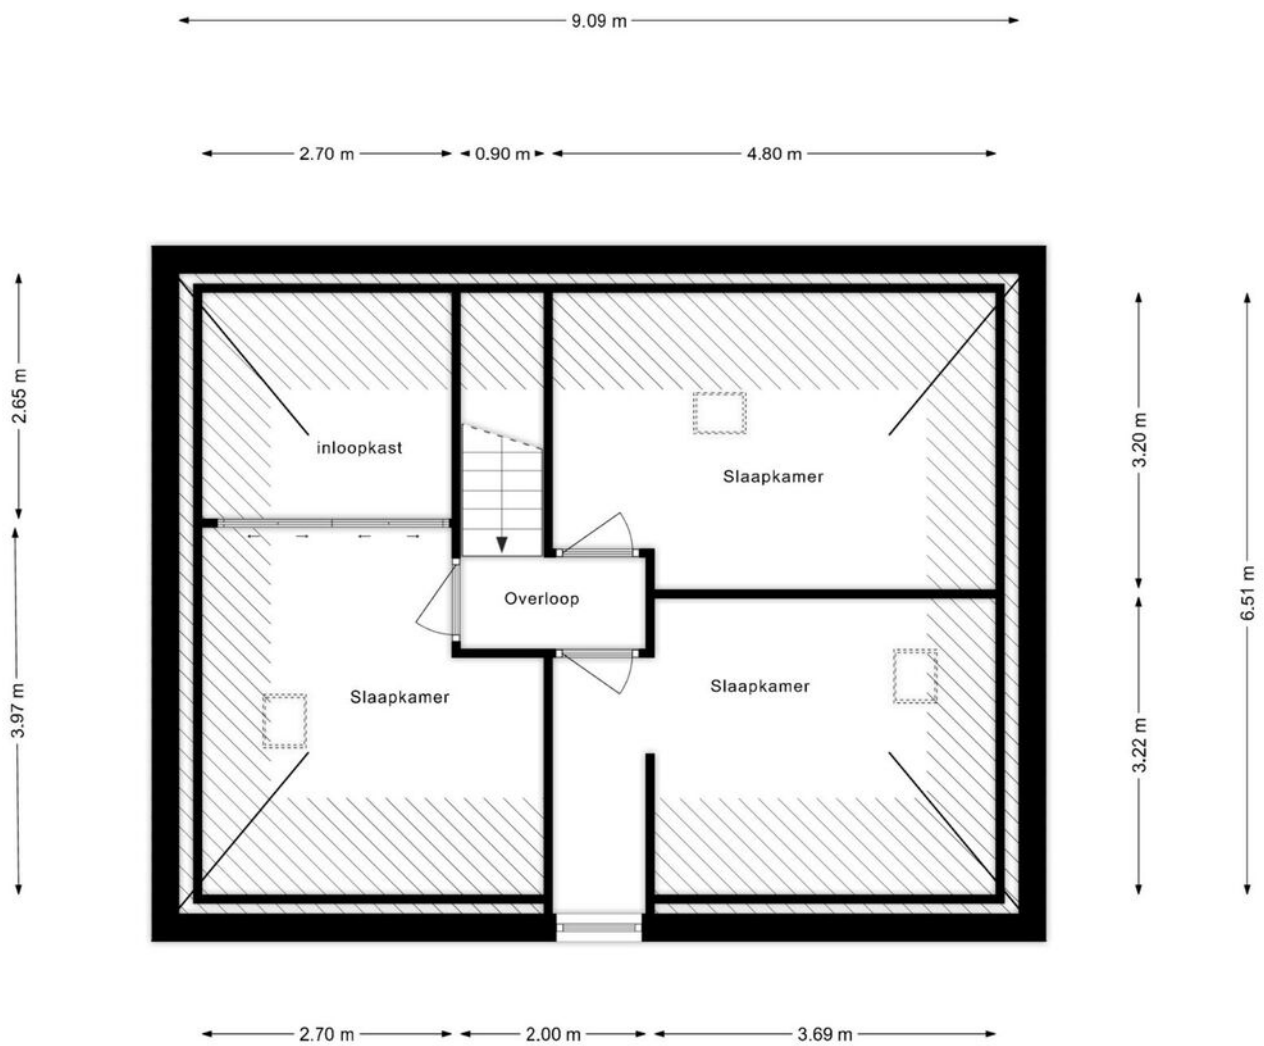 9.09 m
2.70 m
0.90 m
4.80 m
2.65 m
3.20 m
inloopkast
Slaapkamer
6.51 m
Overloop
Slaapkamer
Slaapkamer
3.97 m
3.22 m
2.70 m
2.00 m
3.69 m